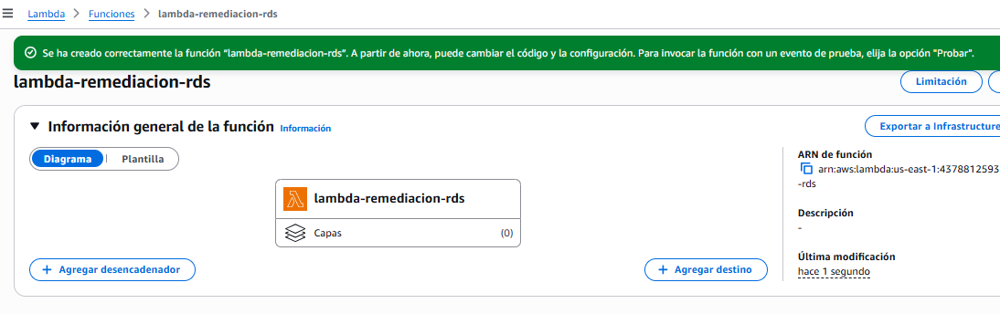 Lambda > Funciones > lambda-remediacion-rds
Se ha creado correctamente la función "lambda-remediacion-rds". A partir de ahora, puede cambiar el código y la configuración. Para invocar la función con un evento de prueba, elija la opción "Probar".
lambda-remediacion-rds
Limitación
Información general de la función Información
Exportar a Infrastructure
Diagrama | Plantilla
lambda-remediacion-rds
Capas (0)
+ Agregar desencadenador
+ Agregar destino
ARN de función
arn:aws:lambda:us-east-1:4378812593
-rds
Descripción
-
Última modificación
hace 1 segundo